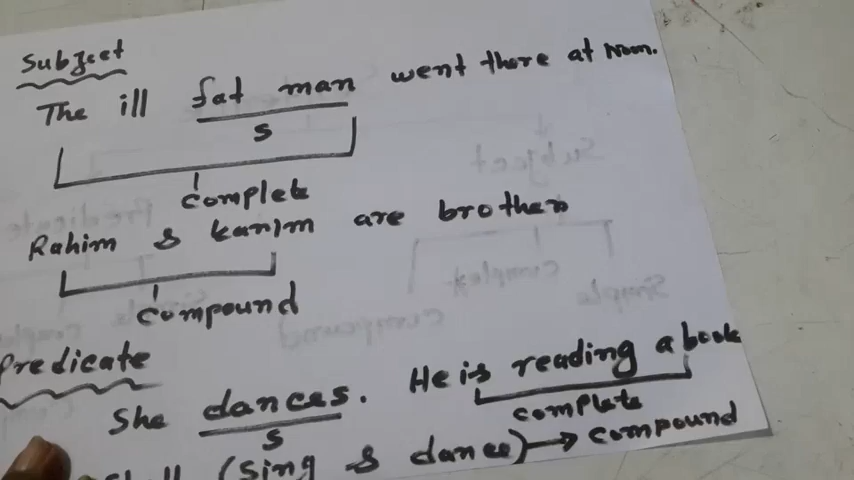 Subject
The ill fat man went there at Noon.
S
complete
Rahim & Karim are brother
compound
Predicate
She dances. He is reading a book
S complete
(sing & dance) → compound